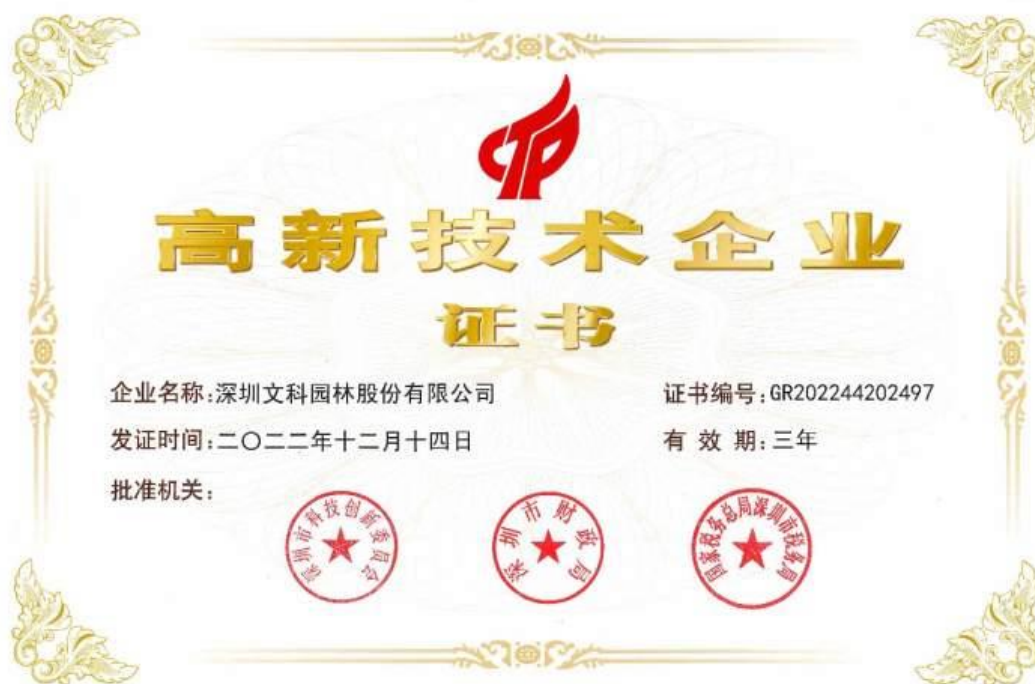 高新技术企业
证书
企业名称:深圳文科园林股份有限公司
证书编号:GR202244202497
发证时间:二〇二二年十二月十四日
有 效 期:三年
批准机关:
深圳市科技创新委员会
深圳市财政局
国家税务总局深圳市税务局